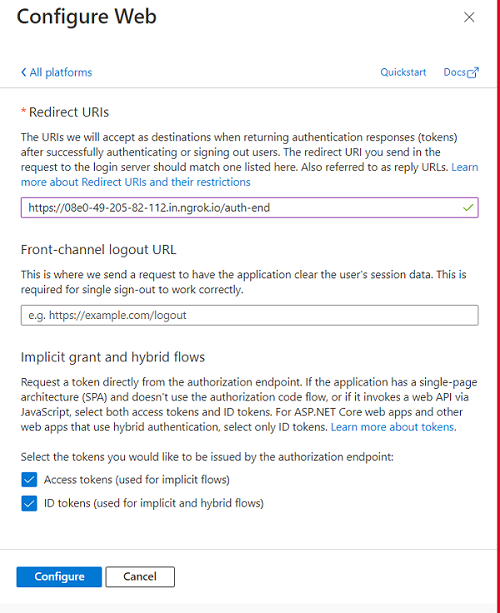 Configure Web
All platforms
Quickstart
Docs
* Redirect URIs
The URIs we will accept as destinations when returning authentication responses (tokens)
after successfully authenticating or signing out users. The redirect URI you send in the
request to the login server should match one listed here. Also referred to as reply URLs. Learn
more about Redirect URIs and their restrictions
https://08e0-49-205-82-112.in.ngrok.io/auth-end
Front-channel logout URL
This is where we send a request to have the application clear the user's session data. This is
required for single sign-out to work correctly.
e.g. https://example.com/logout
Implicit grant and hybrid flows
Request a token directly from the authorization endpoint. If the application has a single-page
architecture (SPA) and doesn't use the authorization code flow, or if it invokes a web API via
JavaScript, select both access tokens and ID tokens. For ASP.NET Core web apps and other
web apps that use hybrid authentication, select only ID tokens. Learn more about tokens.
Select the tokens you would like to be issued by the authorization endpoint:
Access tokens (used for implicit flows)
ID tokens (used for implicit and hybrid flows)
Configure
Cancel